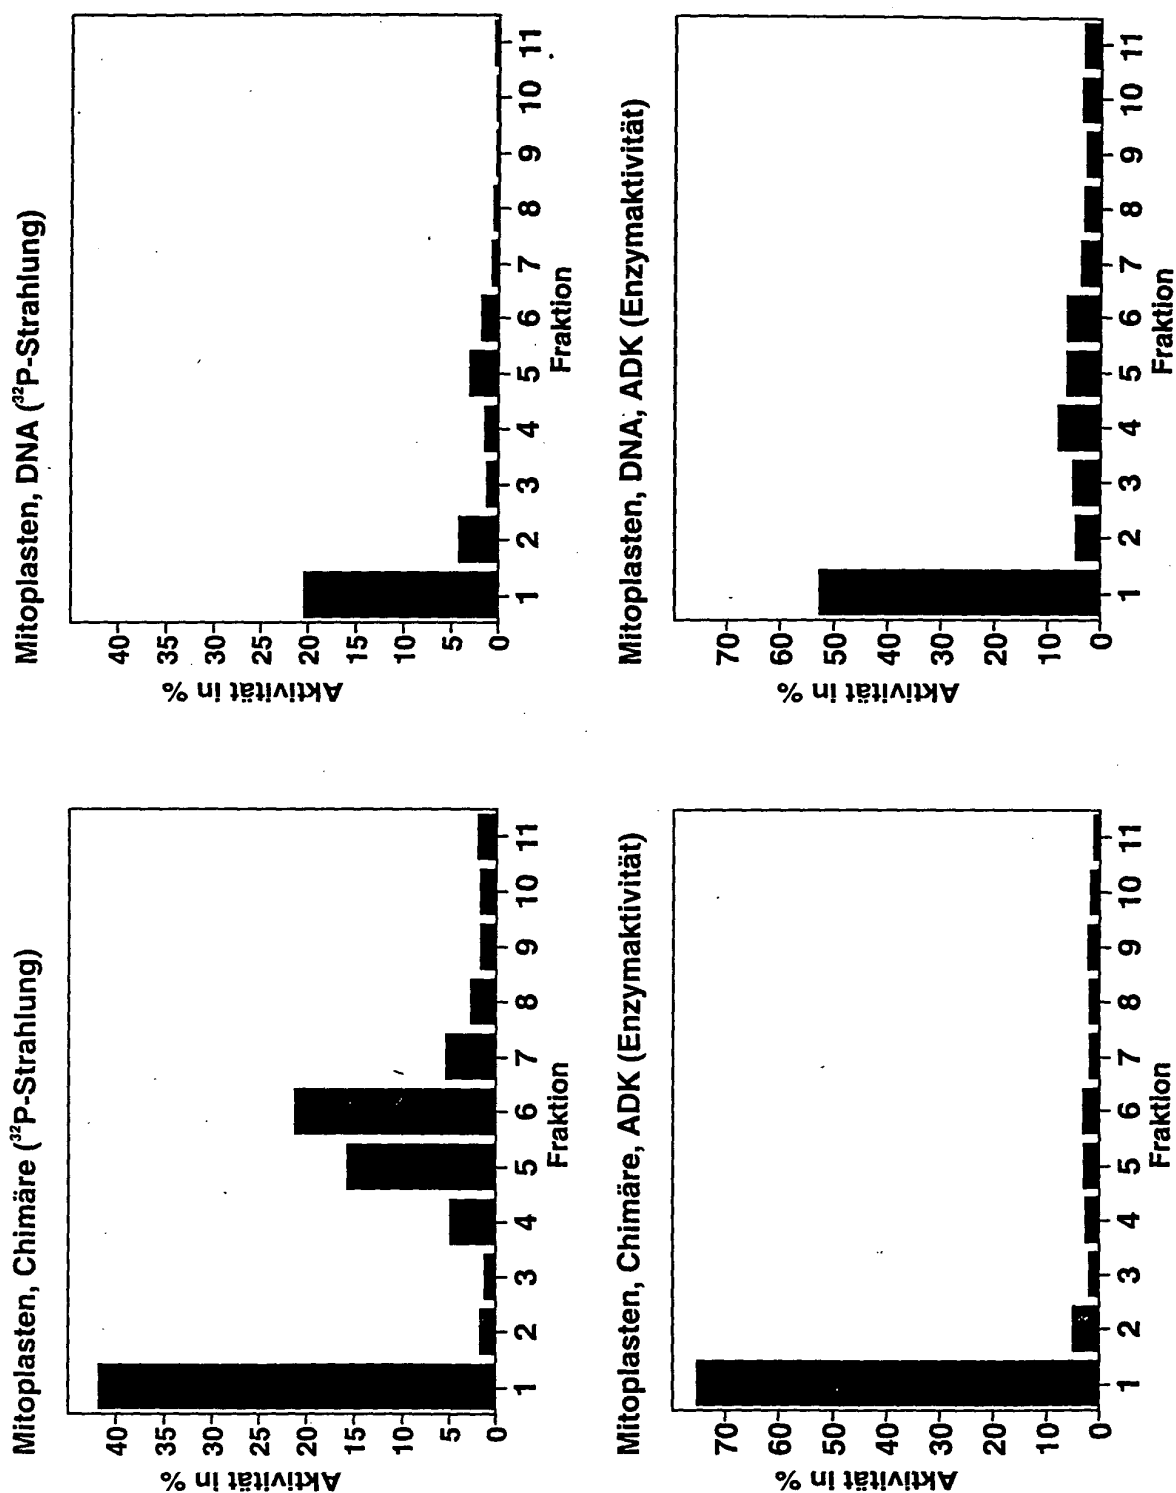 Mitoplasten, Chimäre (³²P-Strahlung)
Aktivität in %
40
35
30
25
20
15
10
5
0
1 2 3 4 5 6 7 8 9 10 11
Fraktion
Mitoplasten, DNA (³²P-Strahlung)
Aktivität in %
40
35
30
25
20
15
10
5
0
1 2 3 4 5 6 7 8 9 10 11
Fraktion
Mitoplasten, Chimäre, ADK (Enzymaktivität)
Aktivität in %
70
60
50
40
30
20
10
0
1 2 3 4 5 6 7 8 9 10 11
Fraktion
Mitoplasten, DNA, ADK (Enzymaktivität)
Aktivität in %
70
60
50
40
30
20
10
0
1 2 3 4 5 6 7 8 9 10 11
Fraktion